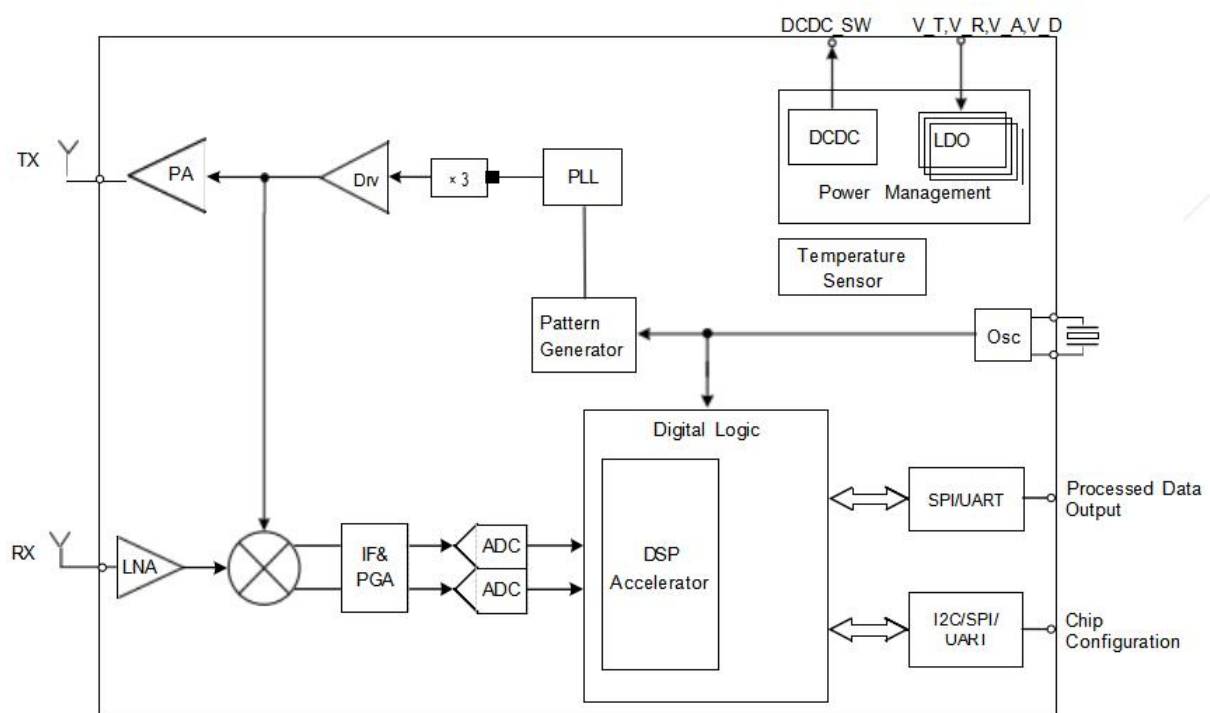 DCDC_SW
V_T,V_R,V_A,V_D
DCDC
LDO
Power Management
TX
PA
Drv
× 3
PLL
Temperature
Sensor
Pattern
Generator
Osc
Digital Logic
SPI/UART
Processed Data
Output
RX
LNA
IF&
PGA
ADC
ADC
DSP
Accelerator
I2C/SPI/
UART
Chip
Configuration